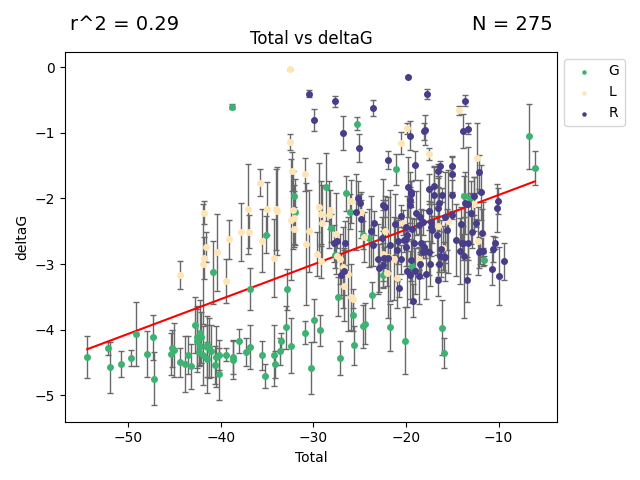 r^2 = 0.29
N = 275
Total vs deltaG
G
L
R
0
−1
−2
−3
−4
−5
deltaG
−50
−40
−30
−20
−10
Total